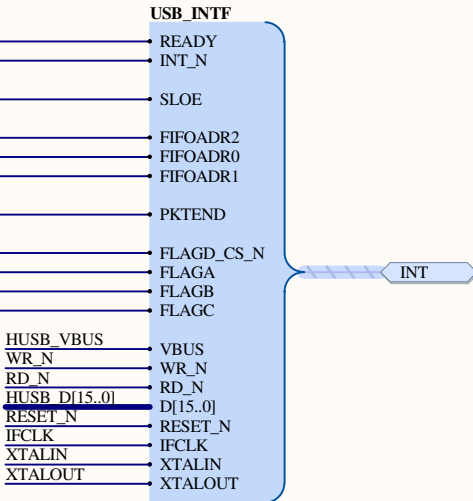 USB_INTF
READY
INT_N
SLOE
FIFOADR2
FIFOADR0
FIFOADR1
PKTEND
FLAGD_CS_N
FLAGA
FLAGB
FLAGC
INT
HUSB_VBUS VBUS
WR_N WR_N
RD_N RD_N
HUSB_D[15..0] D[15..0]
RESET_N RESET_N
IFCLK IFCLK
XTALIN XTALIN
XTALOUT XTALOUT